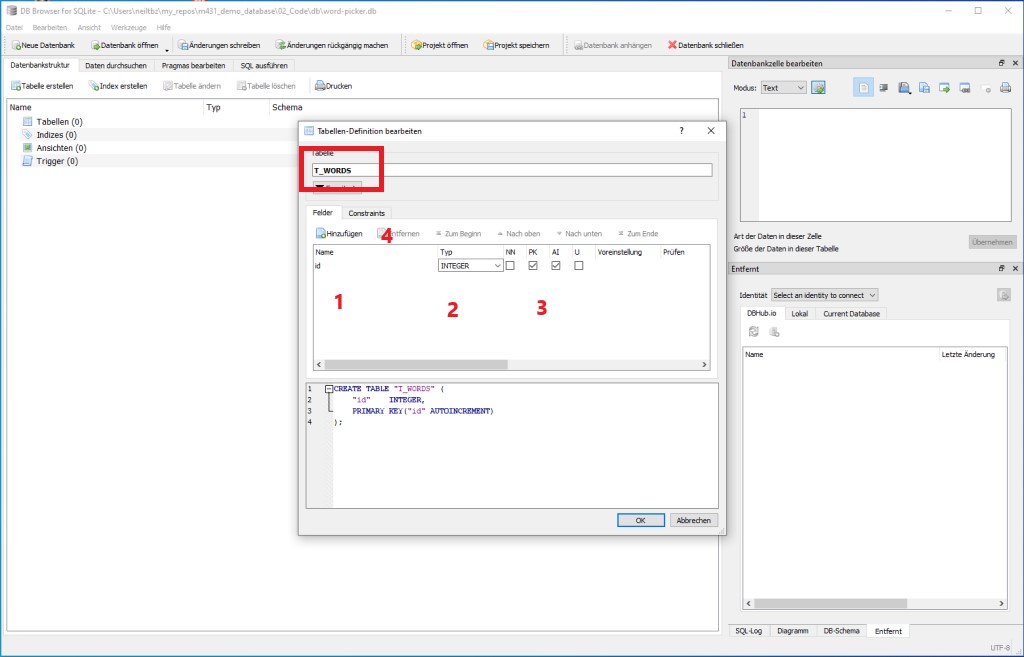 DB Browser for SQLite - C:\Users\neiltbz\my_repos\m431_demo_database\02_Code\db\word-picker.db
Datei Bearbeiten Ansicht Werkzeuge Hilfe
Neue Datenbank Datenbank öffnen Änderungen schreiben Änderungen rückgängig machen Projekt öffnen Projekt speichern Datenbank anhängen Datenbank schließen
Datenbankstruktur Daten durchsuchen Pragmas bearbeiten SQL ausführen
Tabelle erstellen Index erstellen Tabelle ändern Tabelle löschen Drucken
Name Typ Schema
Tabellen (0)
Indizes (0)
Ansichten (0)
Trigger (0)
Tabellen-Definition bearbeiten ?
Tabelle
T_WORDS
Felder Constraints
Hinzufügen Entfernen Zum Beginn Nach oben Nach unten Zum Ende
4
Name Typ NN PK AI U Voreinstellung Prüfen
id INTEGER
1 2 3
1 CREATE TABLE "T_WORDS" (
2 "id" INTEGER,
3 PRIMARY KEY("id" AUTOINCREMENT)
4 );
OK Abbrechen
Datenbankzelle bearbeiten
Modus: Text
1
Art der Daten in dieser Zelle
Größe der Daten in dieser Tabelle
Übernehmen
Entfernt
Identität Select an identity to connect
DBHub.io Lokal Current Database
Name Letzte Änderung
SQL-Log Diagramm DB-Schema Entfernt
UTF-8